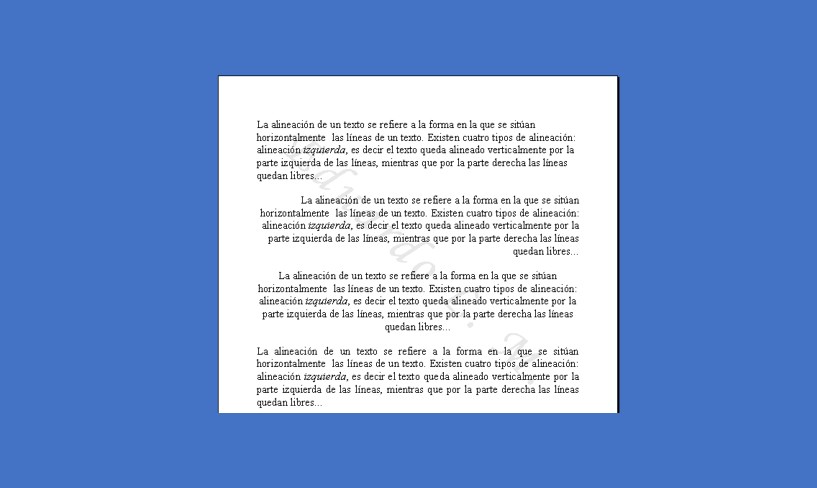 La alineación de un texto se refiere a la forma en la que se sitúan
horizontalmente las líneas de un texto. Existen cuatro tipos de alineación:
alineación izquierda, es decir el texto queda alineado verticalmente por la
parte izquierda de las líneas, mientras que por la parte derecha las líneas
quedan libres...
La alineación de un texto se refiere a la forma en la que se sitúan
horizontalmente las líneas de un texto. Existen cuatro tipos de alineación:
alineación izquierda, es decir el texto queda alineado verticalmente por la
parte izquierda de las líneas, mientras que por la parte derecha las líneas
quedan libres...
La alineación de un texto se refiere a la forma en la que se sitúan
horizontalmente las líneas de un texto. Existen cuatro tipos de alineación:
alineación izquierda, es decir el texto queda alineado verticalmente por la
parte izquierda de las líneas, mientras que por la parte derecha las líneas
quedan libres...
La alineación de un texto se refiere a la forma en la que se sitúan
horizontalmente las líneas de un texto. Existen cuatro tipos de alineación:
alineación izquierda, es decir el texto queda alineado verticalmente por la
parte izquierda de las líneas, mientras que por la parte derecha las líneas
quedan libres...